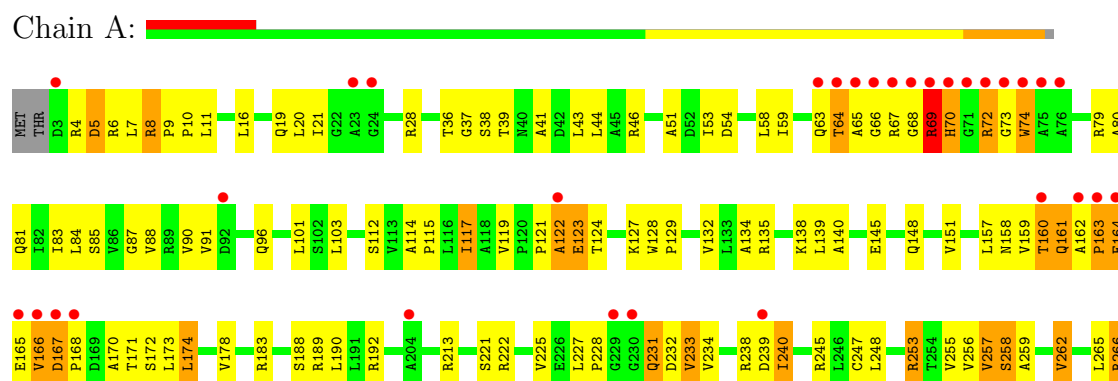 Chain A:
MET THR D3 R4 D5 R6 L7 R8 P9 P10 L11 L16 Q19 L20 I21 G22 A23 G24 R28 T36 G37 S38 T39 N40 A41 D42 L43 L44 A45 R46 A51 D52 I53 D54 L58 I59 Q63 T64 A65 G66 R67 G68 R69 H70 G71 R72 G73 W74 A75 A76 R79 L80
Q81 I82 I83 L84 S85 V86 G87 V88 R89 V90 V91 D92 Q96 L101 S102 L103 S112 V113 A114 P115 L116 I117 A118 V119 P120 P121 A122 E123 T124 K127 W128 P129 V132 L133 A134 R135 K138 L139 A140 E145 Q148 V151 L157 N158 V159 T160 Q161 A162 P163
E165 V166 D167 P168 D169 A170 T171 S172 L173 L174 V178 R183 S188 R189 L190 L191 R192 A204 R213 S221 R222 V225 E226 L227 P228 G229 G230 Q231 D232 V233 V234 R238 D239 I240 R245 L246 C247 L248 R253 T254 V255 V256 V257 S258 A259 V262 L265